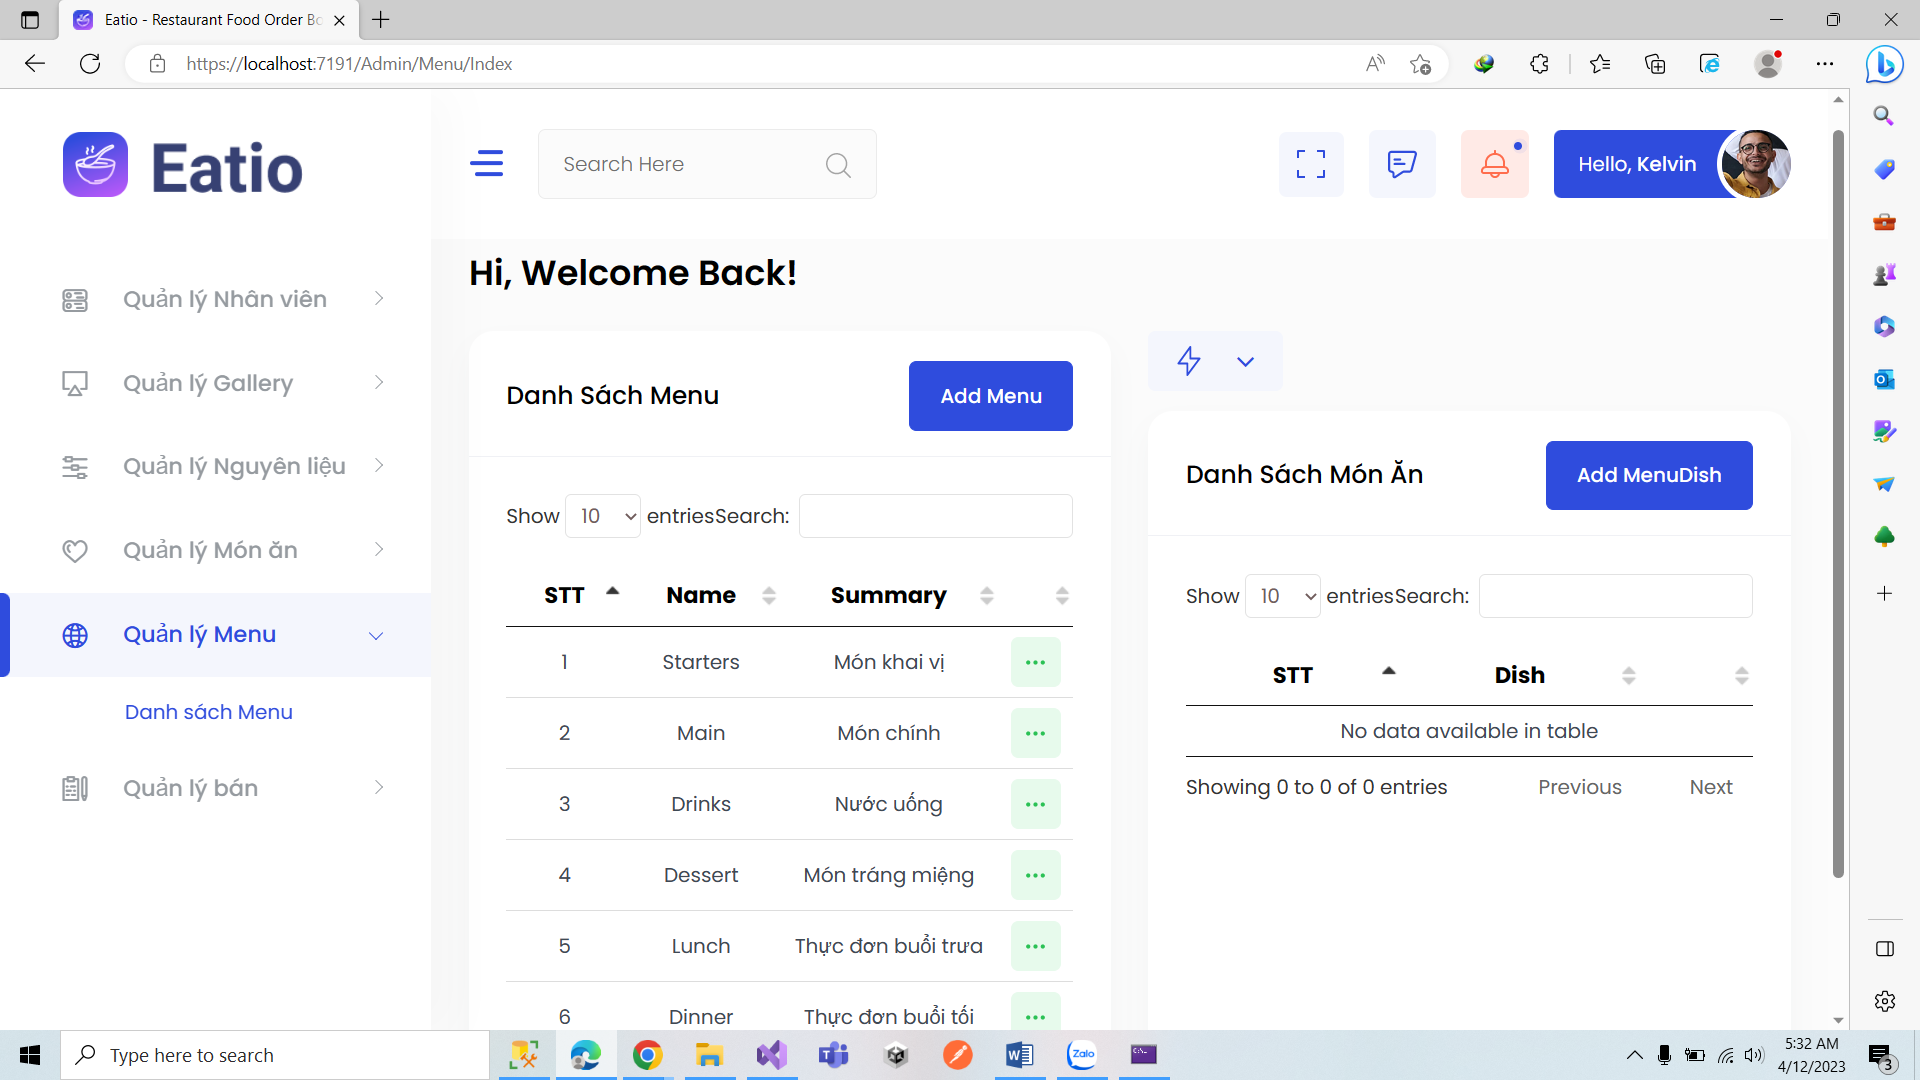 Eatio - Restaurant Food Order Bo
https://localhost:7191/Admin/Menu/Index
Eatio
Search Here
Hello, Kelvin
Hi, Welcome Back!
Quản lý Nhân viên
Quản lý Gallery
Quản lý Nguyên liệu
Quản lý Món ăn
Quản lý Menu
Danh sách Menu
Quản lý bán
Danh Sách Menu
Add Menu
Show 10 entriesSearch:
STT Name Summary
1 Starters Món khai vị
2 Main Món chính
3 Drinks Nước uống
4 Dessert Món tráng miệng
5 Lunch Thực đơn buổi trưa
6 Dinner Thực đơn buổi tối
Danh Sách Món Ăn
Add MenuDish
Show 10 entriesSearch:
STT Dish
No data available in table
Showing 0 to 0 of 0 entries
Previous Next
Type here to search
Zalo
5:32 AM
4/12/2023
3